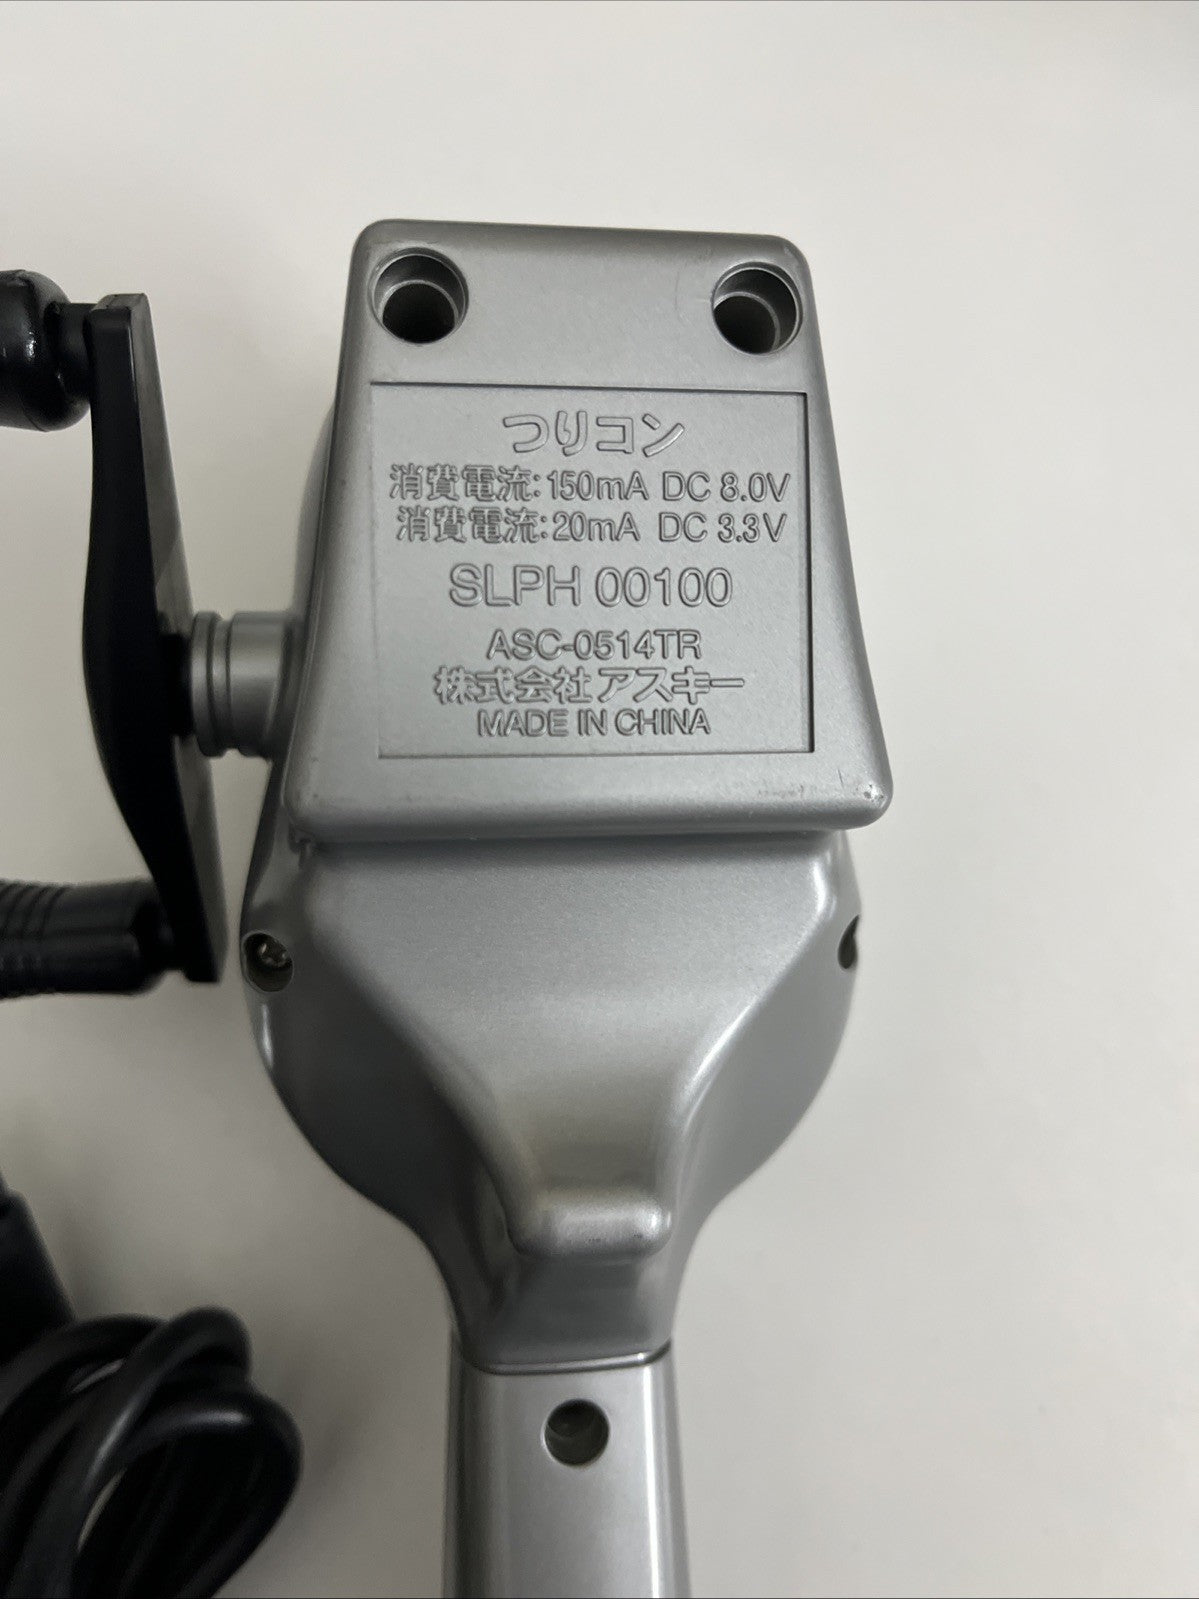 つりコン
消費電流:150mA DC 8.0V
消費電流:20mA DC 3.3V
SLPH 00100
ASC-0514TR
株式会社アスキー
MADE IN CHINA